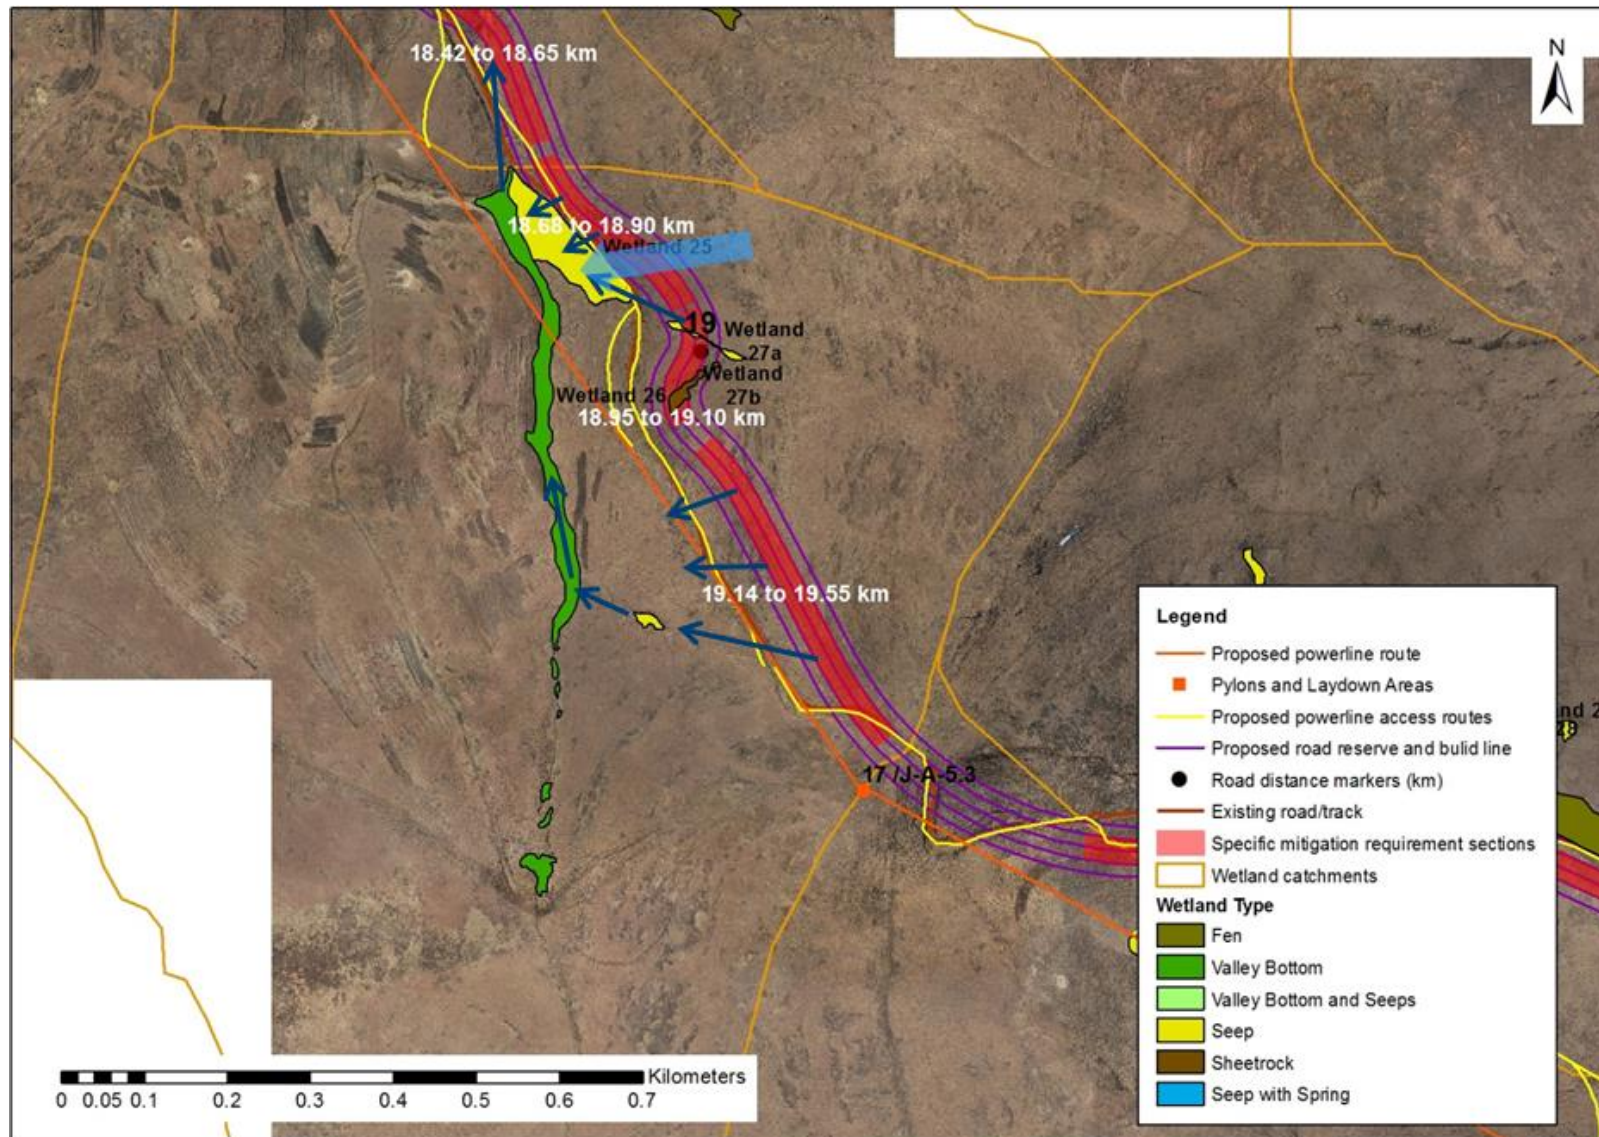 18.42 to 18.65 km
N
18.68 to 18.90 km
Wetland 25
19
Wetland
27a
Wetland
27b
Wetland 26
18.95 to 19.10 km
19.14 to 19.55 km
17 /J-A-5.3
Legend
Proposed powerline route
Pylons and Laydown Areas
Proposed powerline access routes
Proposed road reserve and bulid line
Road distance markers (km)
Existing road/track
Specific mitigation requirement sections
Wetland catchments
Wetland Type
Fen
Valley Bottom
Valley Bottom and Seeps
Seep
Sheetrock
Seep with Spring
Kilometers
0 0.05 0.1 0.2 0.3 0.4 0.5 0.6 0.7